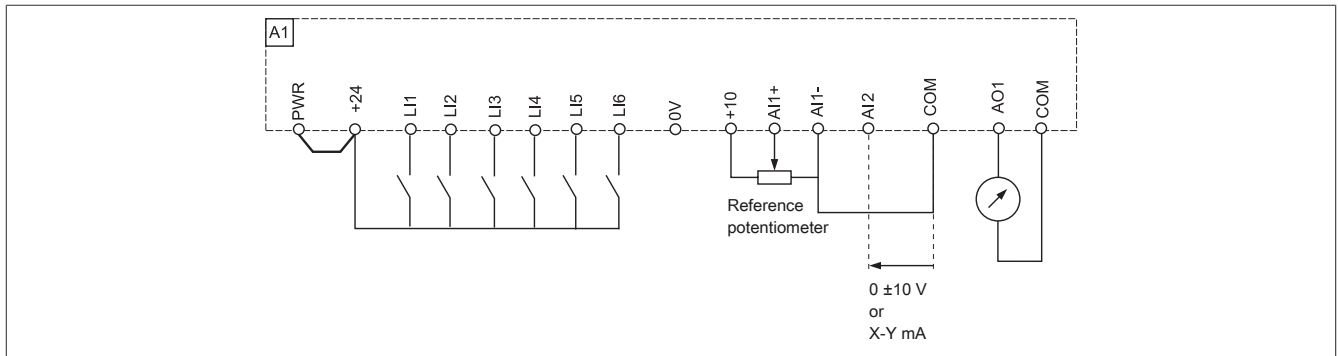 A1
PWR
+24
LI1
LI2
LI3
LI4
LI5
LI6
0V
+10
AI1+
AI1-
AI2
COM
AO1
COM
Reference
potentiometer
0 ±10 V
or
X-Y mA